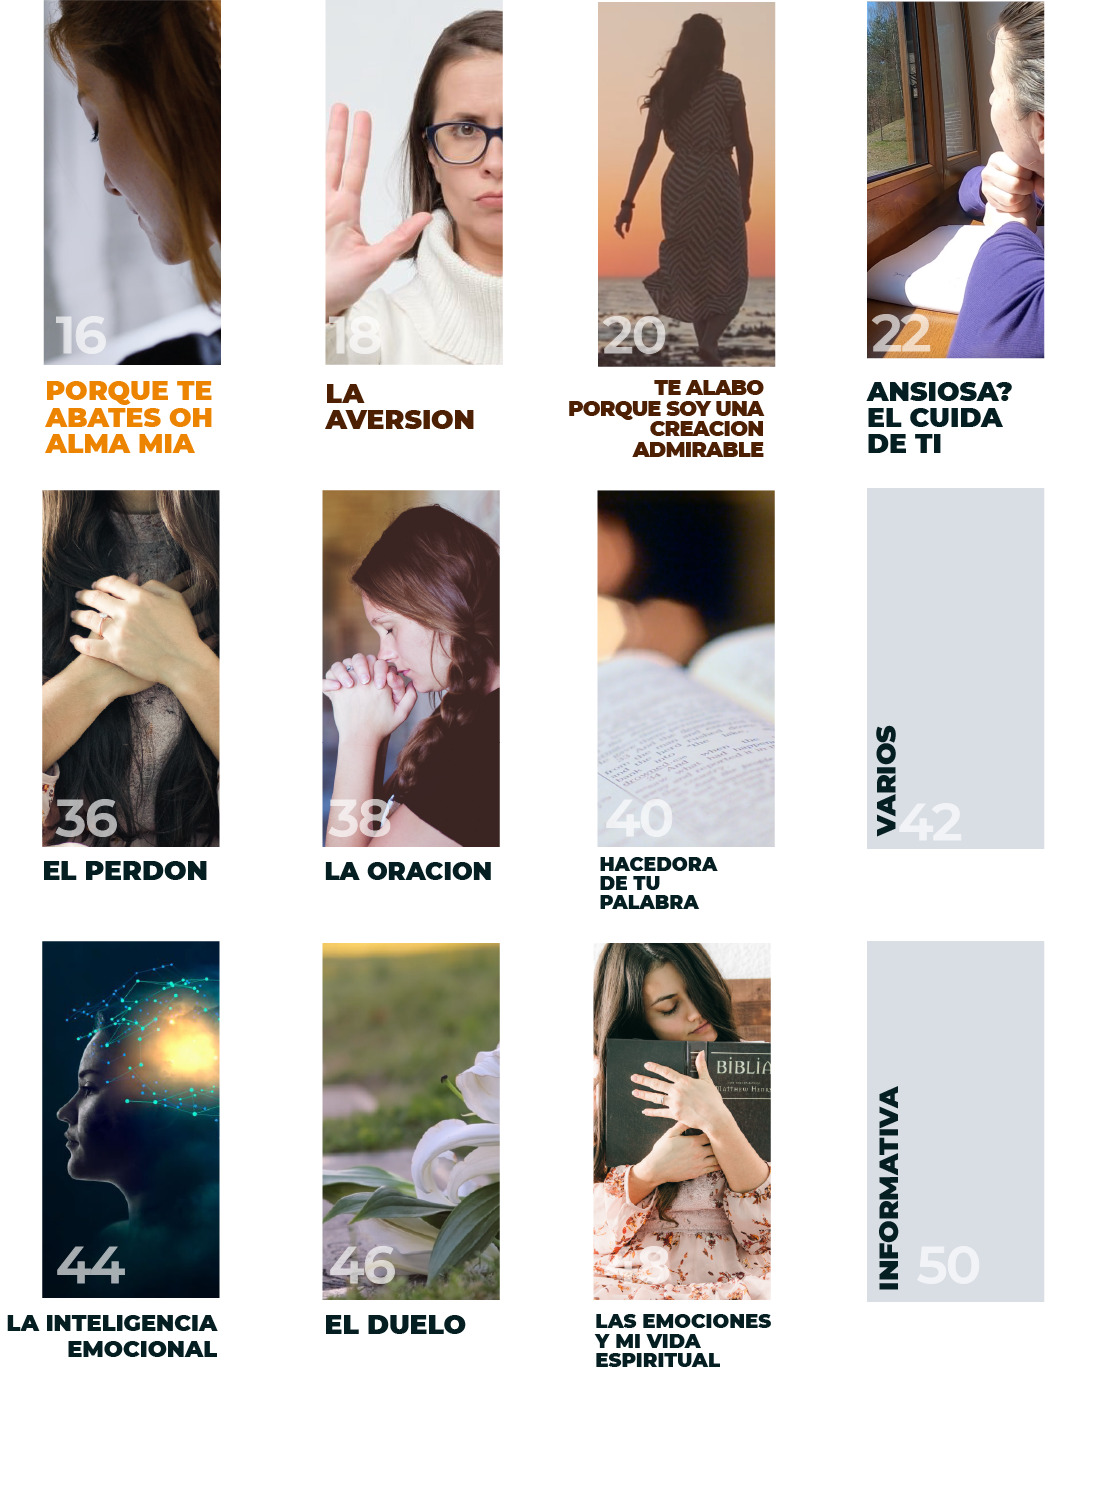 16
18
20
22
PORQUE TE
ABATES OH
ALMA MIA
LA
AVERSION
TE ALABO
PORQUE SOY UNA
CREACION
ADMIRABLE
ANSIOSA?
EL CUIDA
DE TI
36
38
40
VARIOS
42
EL PERDON
LA ORACION
HACEDORA
DE TU
PALABRA
BIBLIA
44
46
48
INFORMATIVA
50
LA INTELIGENCIA
EMOCIONAL
EL DUELO
LAS EMOCIONES
Y MI VIDA
ESPIRITUAL